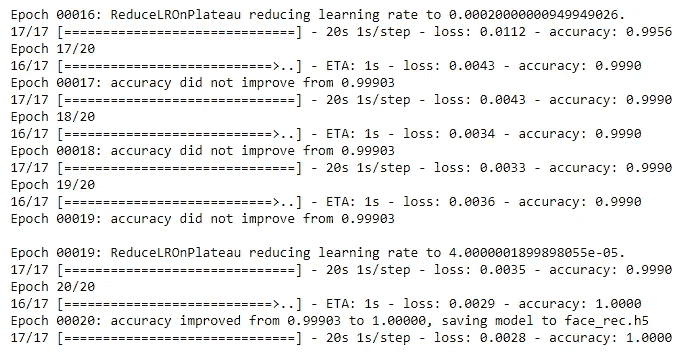 Epoch 00016: ReduceLROnPlateau reducing learning rate to 0.00020000000949949026.
17/17 [==============================] - 20s 1s/step - loss: 0.0112 - accuracy: 0.9956
Epoch 17/20
16/17 [===========================>..] - ETA: 1s - loss: 0.0043 - accuracy: 0.9990
Epoch 00017: accuracy did not improve from 0.99903
17/17 [==============================] - 20s 1s/step - loss: 0.0043 - accuracy: 0.9990
Epoch 18/20
16/17 [===========================>..] - ETA: 1s - loss: 0.0034 - accuracy: 0.9990
Epoch 00018: accuracy did not improve from 0.99903
17/17 [==============================] - 20s 1s/step - loss: 0.0033 - accuracy: 0.9990
Epoch 19/20
16/17 [===========================>..] - ETA: 1s - loss: 0.0036 - accuracy: 0.9990
Epoch 00019: accuracy did not improve from 0.99903
Epoch 00019: ReduceLROnPlateau reducing learning rate to 4.0000001899898055e-05.
17/17 [==============================] - 20s 1s/step - loss: 0.0035 - accuracy: 0.9990
Epoch 20/20
16/17 [===========================>..] - ETA: 1s - loss: 0.0029 - accuracy: 1.0000
Epoch 00020: accuracy improved from 0.99903 to 1.00000, saving model to face_rec.h5
17/17 [==============================] - 20s 1s/step - loss: 0.0028 - accuracy: 1.0000